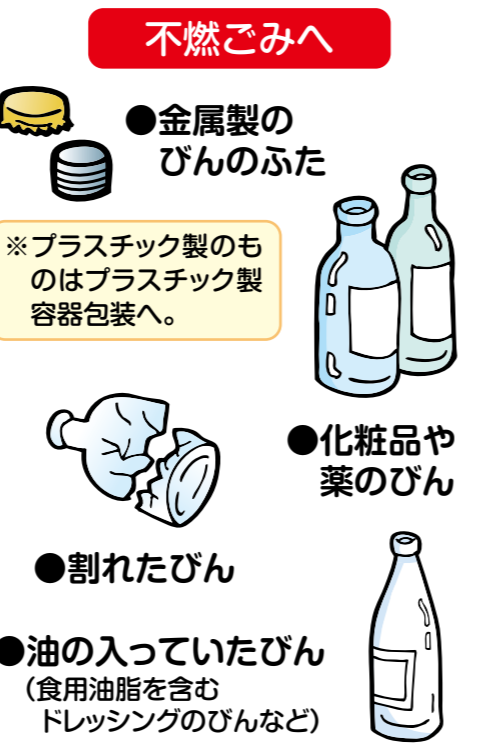 不燃ごみへ
●金属製の
びんのふた
※プラスチック製のも
のはプラスチック製
容器包装へ。
●化粧品や
薬のびん
●割れたびん
●油の入っていたびん
（食用油脂を含む
ドレッシングのびんなど）